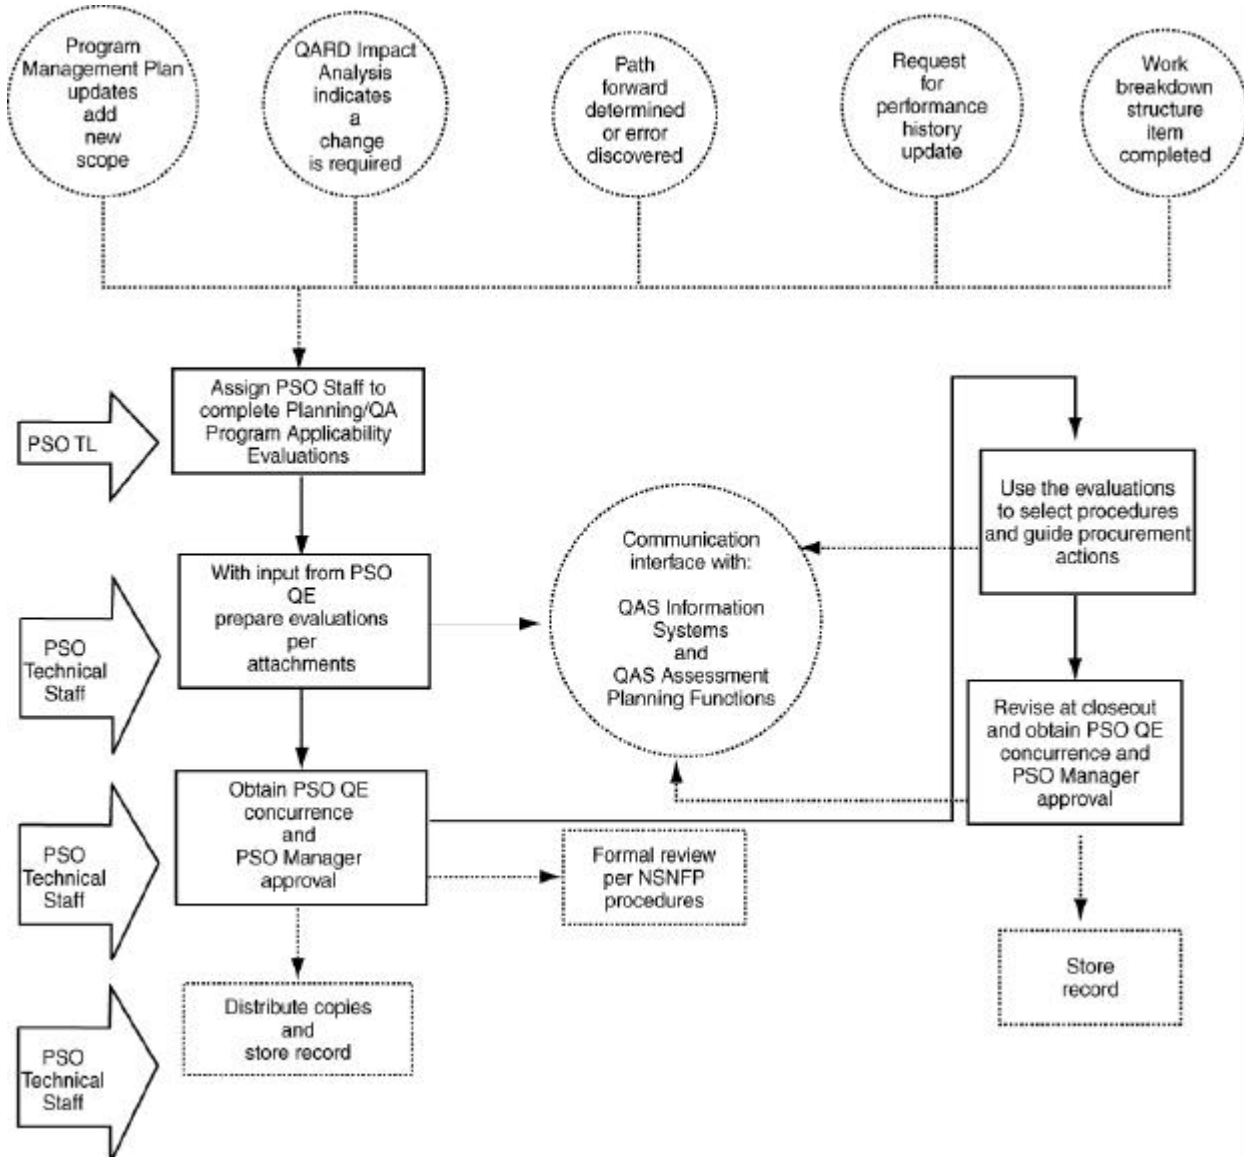 Program
Management Plan
updates
add
new
scope
QARD Impact
Analysis
indicates
a
change
is required
Path
forward
determined
or error
discovered
Request
for
performance
history
update
Work
breakdown
structure
item
completed
PSO TL
Assign PSO Staff to
complete Planning/QA
Program Applicability
Evaluations
PSO
Technical
Staff
With input from PSO
QE
prepare evaluations
per
attachments
Communication
interface with:
QAS Information
Systems
and
QAS Assessment
Planning Functions
Use the evaluations
to select procedures
and guide procurement
actions
Revise at closeout
and obtain PSO QE
concurrence and
PSO Manager
approval
PSO
Technical
Staff
Obtain PSO QE
concurrence
and
PSO Manager
approval
Formal review
per NSNFP
procedures
Store
record
PSO
Technical
Staff
Distribute copies
and
store record